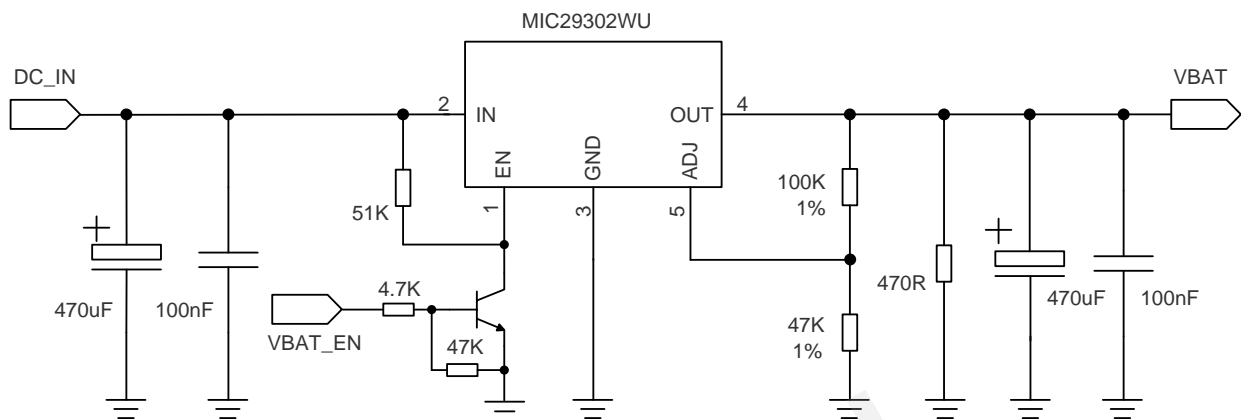 MIC29302WU
DC_IN
VBAT
2
IN
OUT
4
EN
GND
ADJ
1
3
5
51K
100K
1%
470uF
100nF
4.7K
VBAT_EN
47K
47K
1%
470R
470uF
100nF